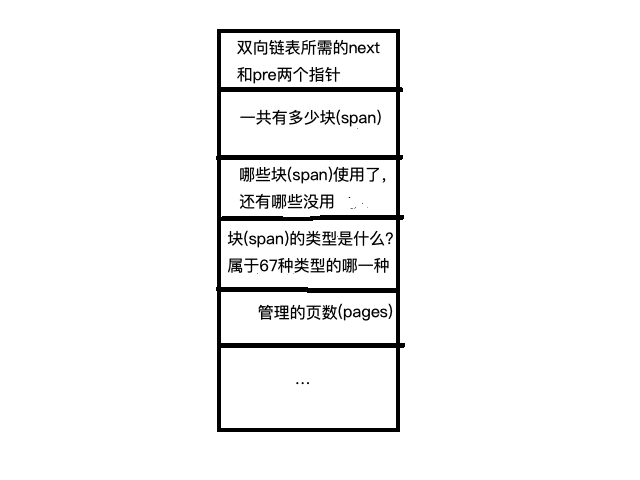 双向链表所需的next
和pre两个指针
一共有多少块(span)
哪些块(span)使用了,
还有哪些没用
块(span)的类型是什么?
属于67种类型的哪一种
管理的页数(pages)
...